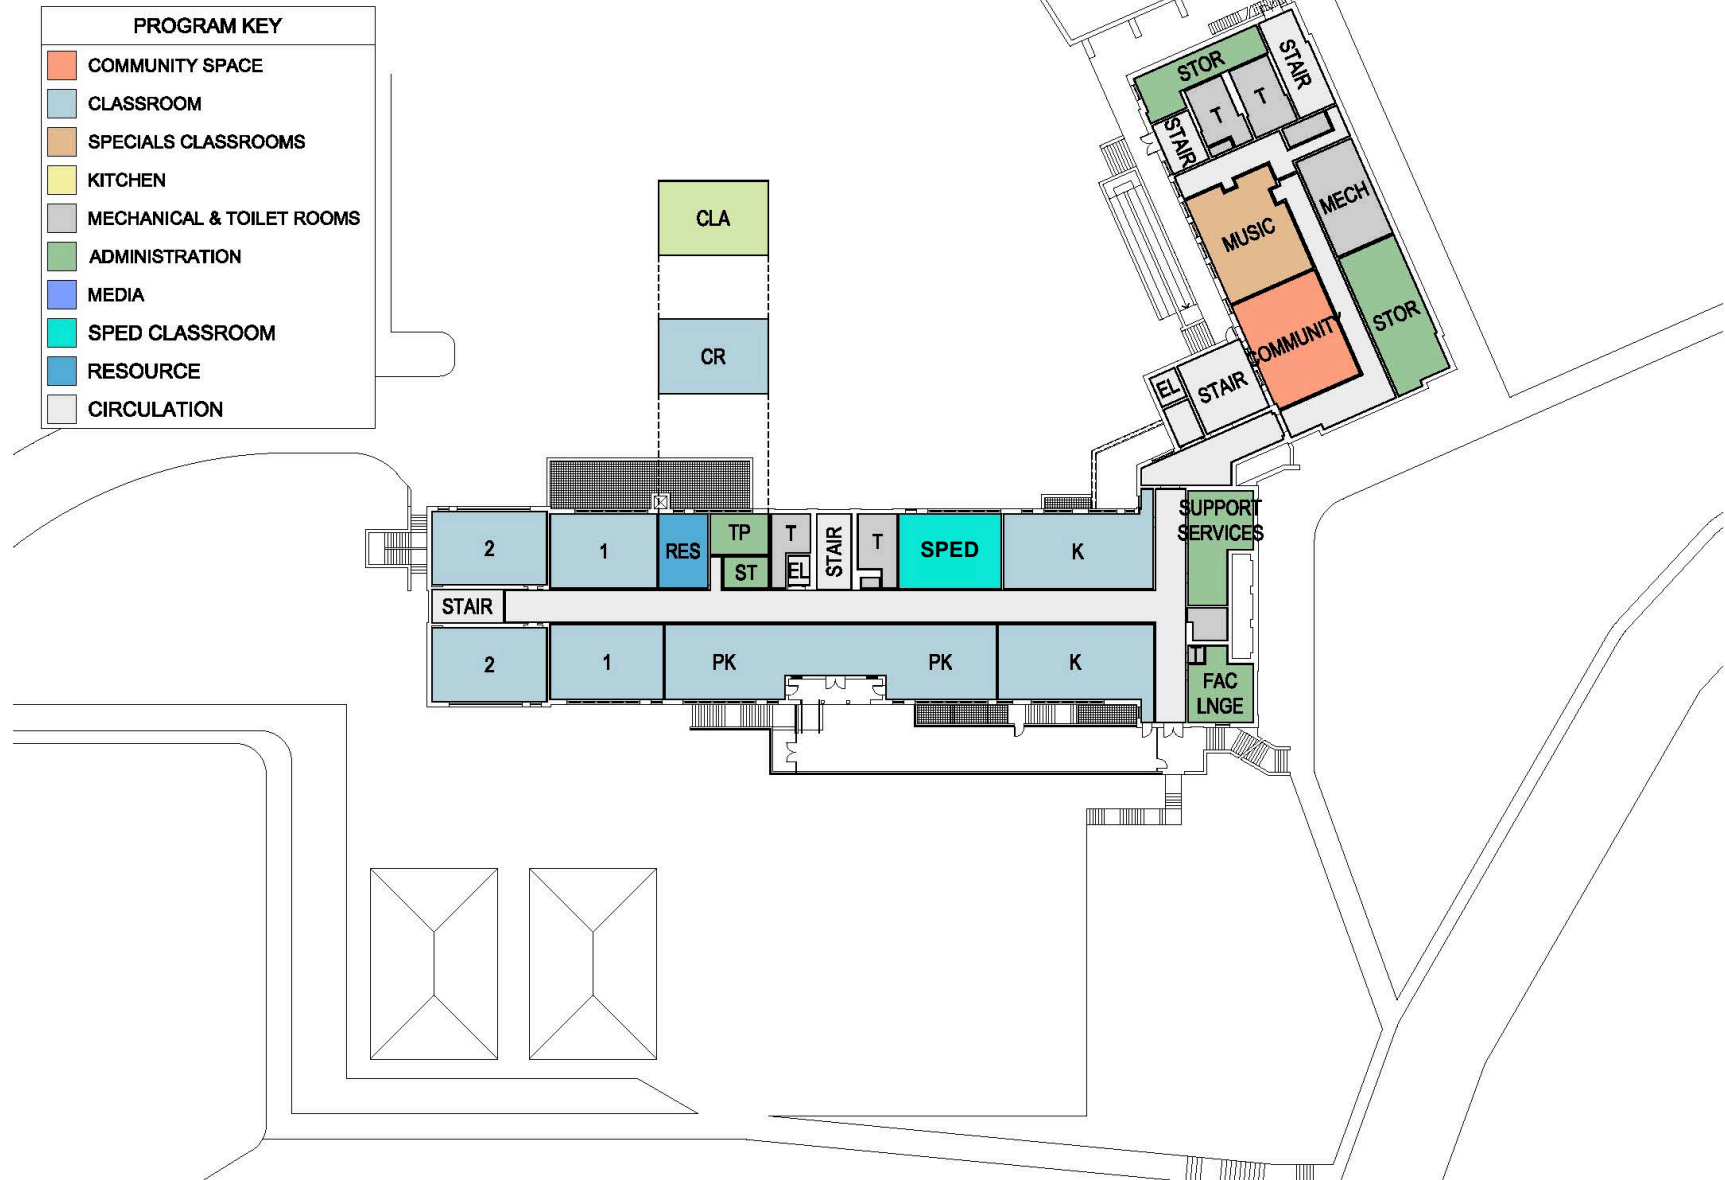 PROGRAM KEY
COMMUNITY SPACE
CLASSROOM
SPECIALS CLASSROOMS
KITCHEN
MECHANICAL & TOILET ROOMS
ADMINISTRATION
MEDIA
SPED CLASSROOM
RESOURCE
CIRCULATION
STOR
STAIR
T
T
STAIR
MECH
MUSIC
STOR
COMMUNITY
EL
STAIR
CLA
CR
2
1
RES
TP
ST
T
EL
STAIR
T
SPED
K
SUPPORT
SERVICES
STAIR
2
1
PK
PK
K
T
FAC
LNGE